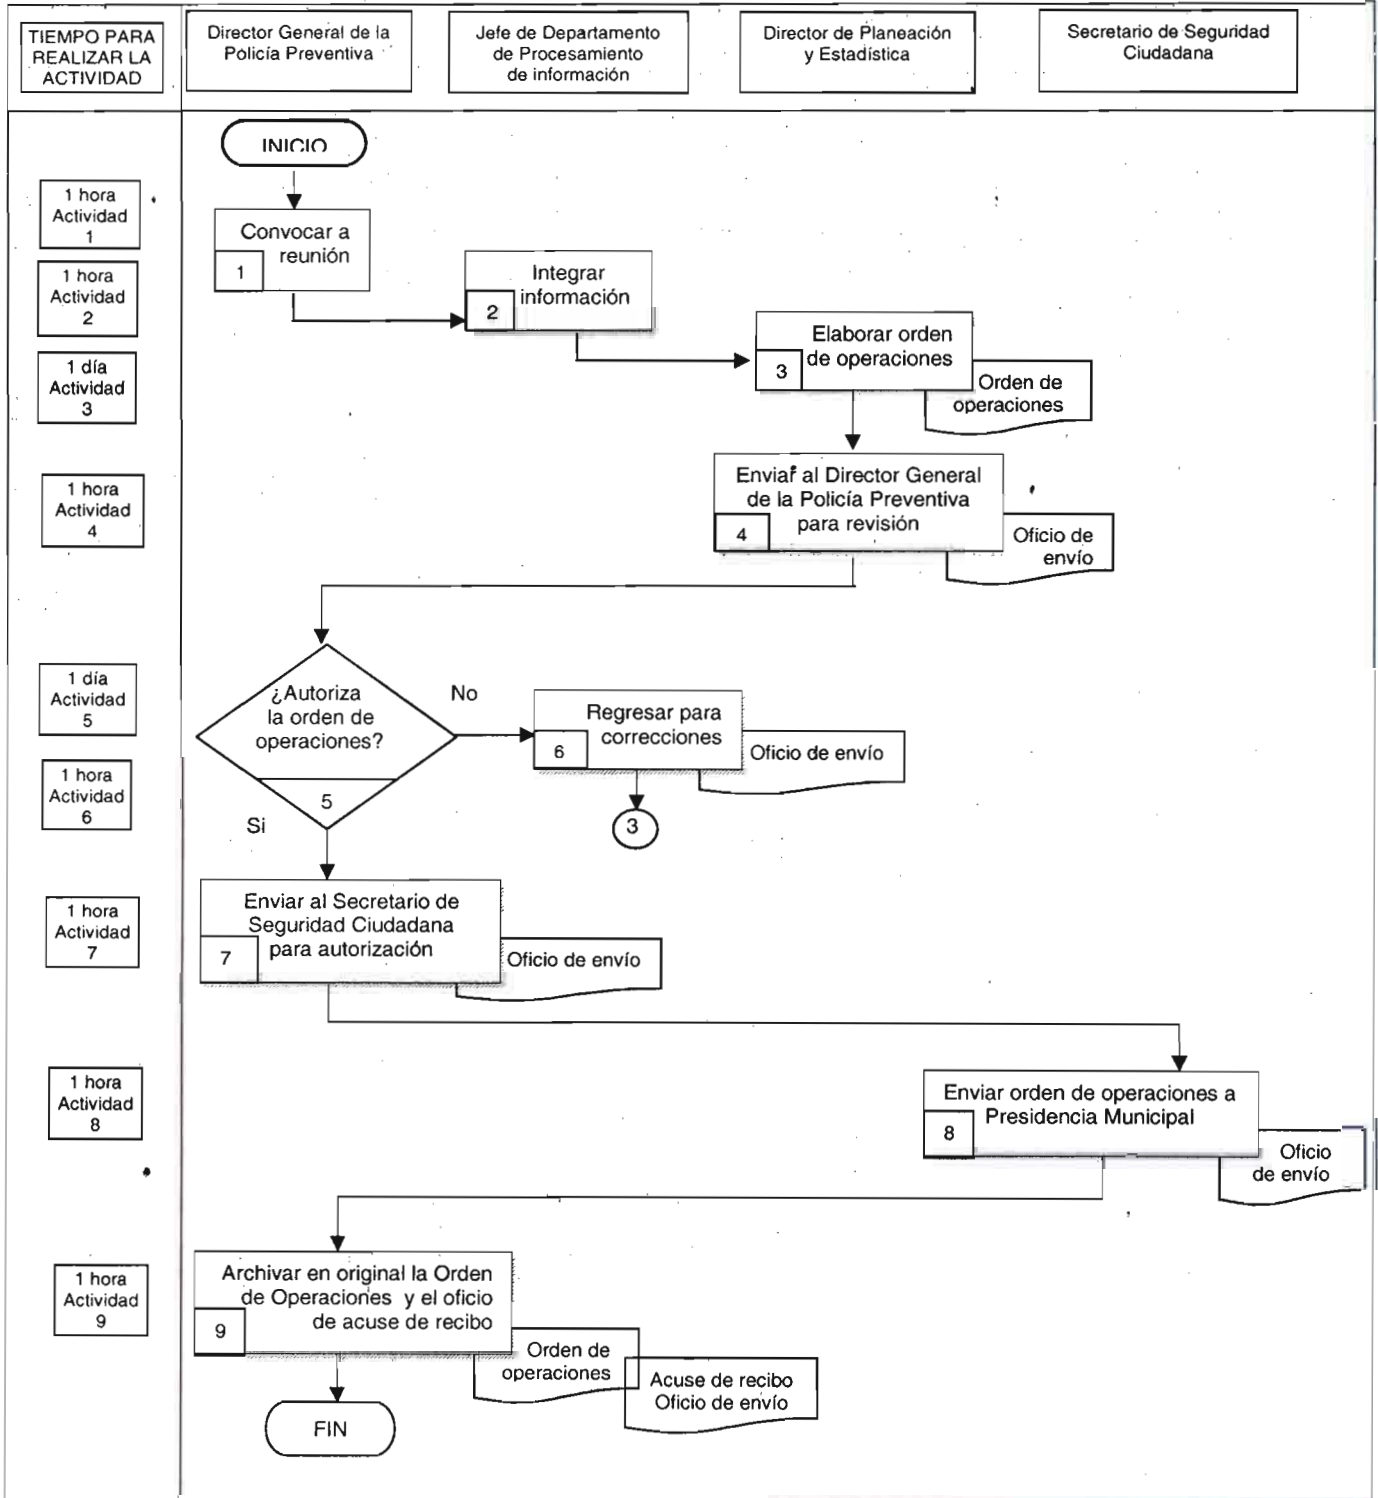 TIEMPO PARA
REALIZAR LA
ACTIVIDAD
Director General de la
Policía Preventiva
Jefe de Departamento
de Procesamiento
de información
Director de Planeación
y Estadística
Secretario de Seguridad
Ciudadana
INICIO
1 hora
Actividad
1
Convocar a
reunión
1
1 hora
Actividad
2
Integrar
información
2
1 día
Actividad
3
Elaborar orden
de operaciones
3
Orden de
operaciones
1 hora
Actividad
4
Enviar al Director General
de la Policía Preventiva
para revisión
4
Oficio de
envío
1 día
Actividad
5
¿Autoriza
la orden de
operaciones?
5
No
Si
1 hora
Actividad
6
Regresar para
correcciones
6
Oficio de envío
3
1 hora
Actividad
7
Enviar al Secretario de
Seguridad Ciudadana
para autorización
7
Oficio de envío
1 hora
Actividad
8
Enviar orden de operaciones a
Presidencia Municipal
8
Oficio
de envío
1 hora
Actividad
9
Archivar en original la Orden
de Operaciones y el oficio
de acuse de recibo
9
Orden de
operaciones
Acuse de recibo
Oficio de envío
FIN